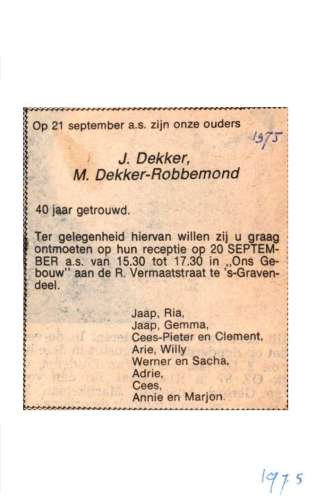 Op 21 september a.s. zijn onze ouders
1975
J. Dekker,
M. Dekker-Robbemond
40 jaar getrouwd.
Ter gelegenheid hiervan willen zij u graag
ontmoeten op hun receptie op 20 SEPTEM-
BER a.s. van 15.30 tot 17.30 in „Ons Ge-
bouw" aan de R. Vermaatstraat te 's-Graven-
deel.
Jaap, Ria,
Jaap, Gemma,
Cees-Pieter en Clement,
Arie, Willy
Werner en Sacha,
Adrie,
Cees,
Annie en Marjon.
1975